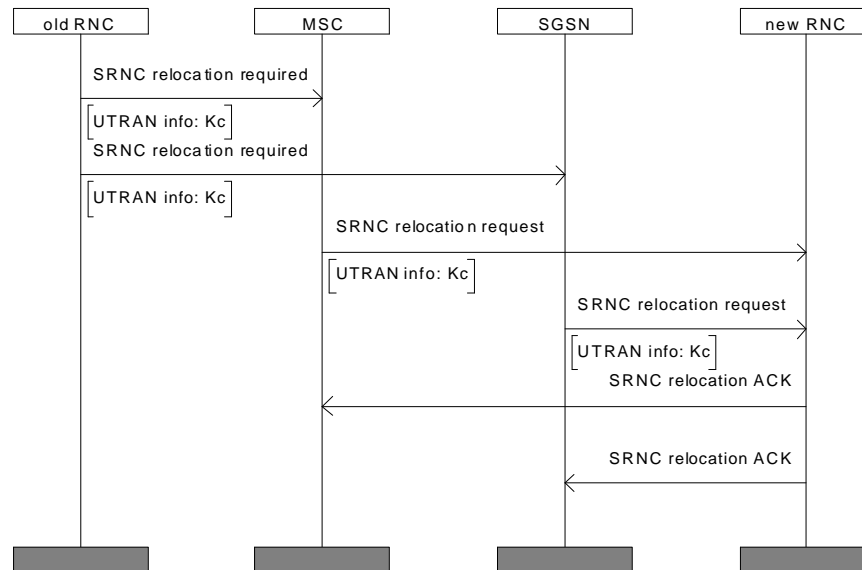 old RNC MSC SGSN new RNC
SRNC relocation required
UTRAN info: Kc
SRNC relocation required
UTRAN info: Kc
SRNC relocation request
UTRAN info: Kc
SRNC relocation request
UTRAN info: Kc
SRNC relocation ACK
SRNC relocation ACK